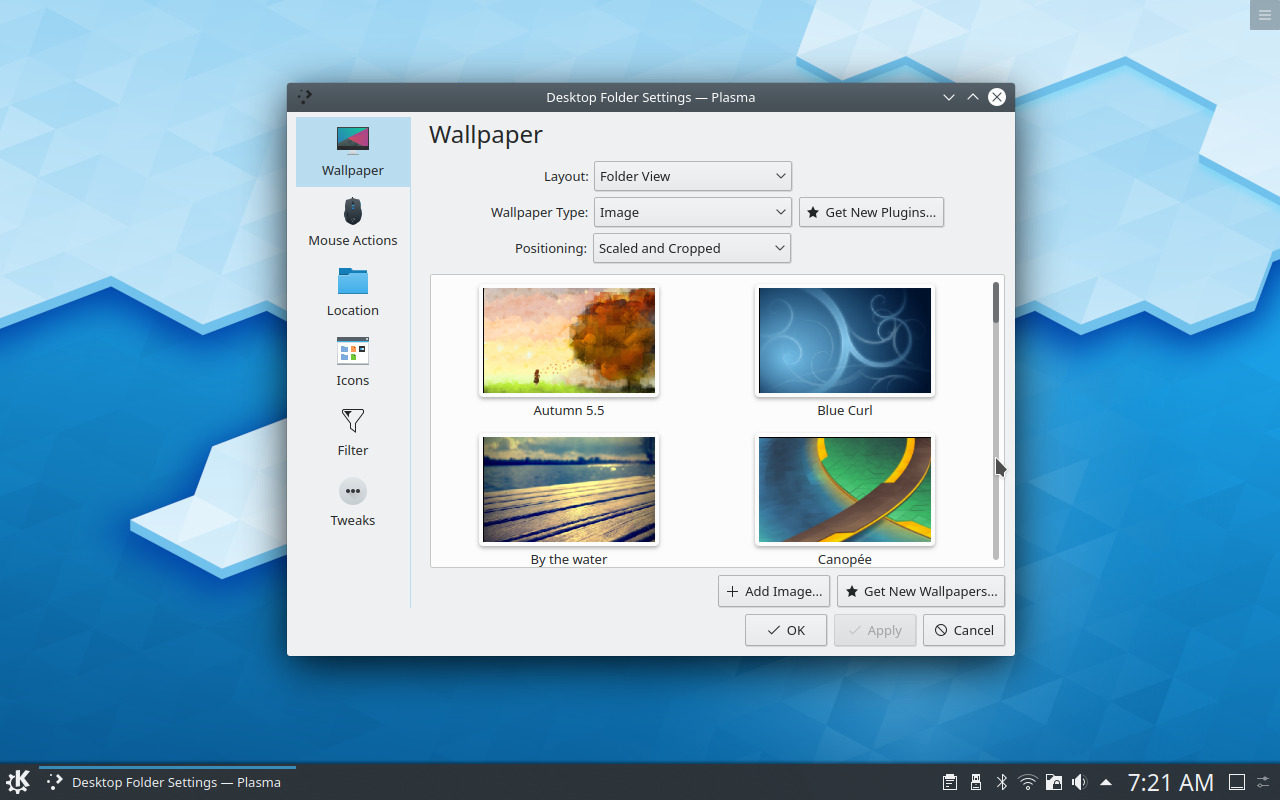 Desktop Folder Settings — Plasma
Wallpaper
Mouse Actions
Location
Icons
Filter
Tweaks
Wallpaper
Layout: Folder View
Wallpaper Type: Image Get New Plugins...
Positioning: Scaled and Cropped
Autumn 5.5 Blue Curl
By the water Canopée
Add Image... Get New Wallpapers...
OK Apply Cancel
Desktop Folder Settings — Plasma 7:21 AM